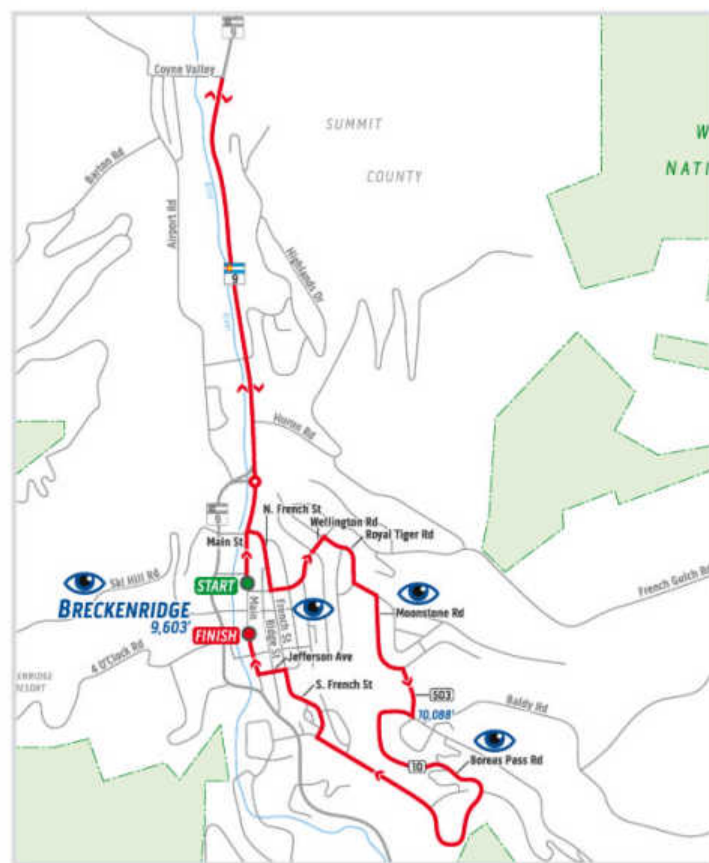 9
Coyne Valley
SUMMIT
COUNTY
W
NATI
Barton Rd
Airport Rd
Highlands Dr
9
Huron Rd
9
N. French St
Wellington Rd
Royal Tiger Rd
Main St
Ski Hill Rd
START
BRECKENRIDGE
9,603'
FINISH
Main
French St
Ridge St
Moonstone Rd
French Gulch Rd
4 O'Clock Rd
Jefferson Ave
ENRIDGE
ESORT
S. French St
503
10,088'
Baldy Rd
10
Boreas Pass Rd